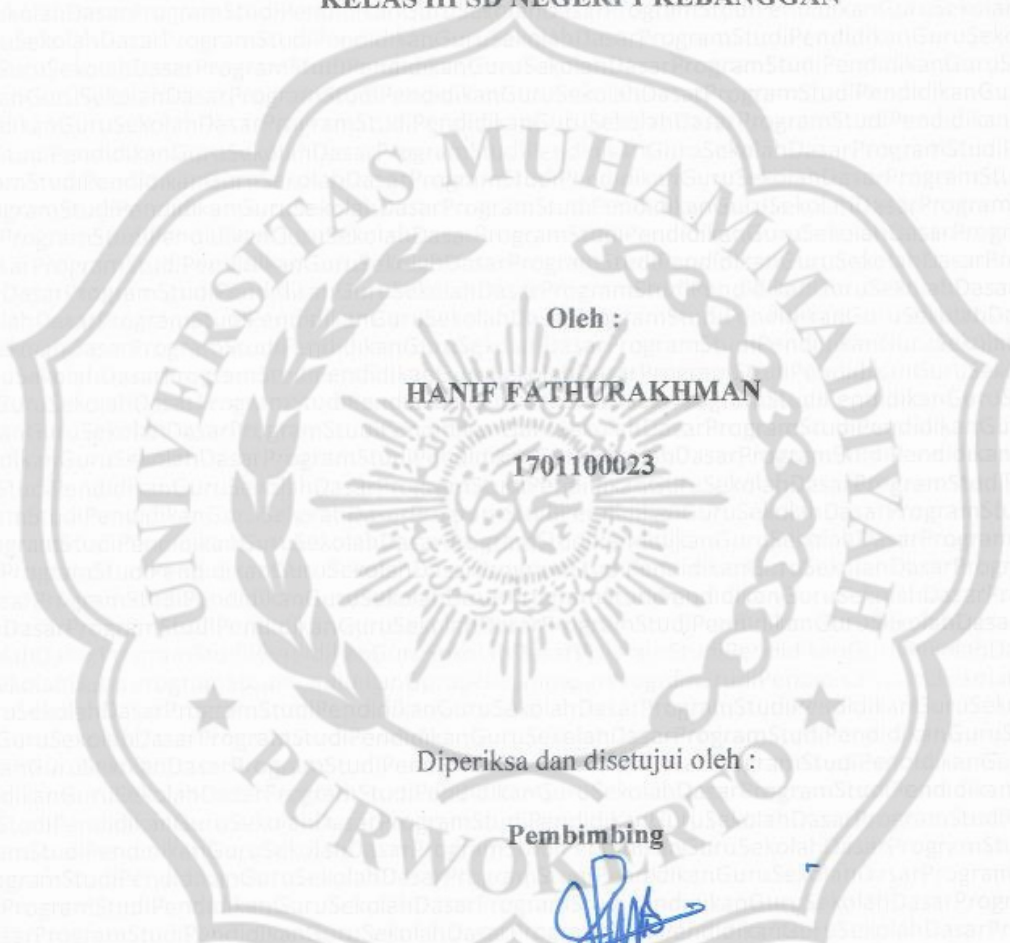 KELAS III SD NEGERI 1 KEBANGGAN
UNIVERSITAS MUHAMMADIYAH
Oleh :
HANIF FATHURAKHMAN
1701100023
Diperiksa dan disetujui oleh :
Pembimbing
PURWOKERTO